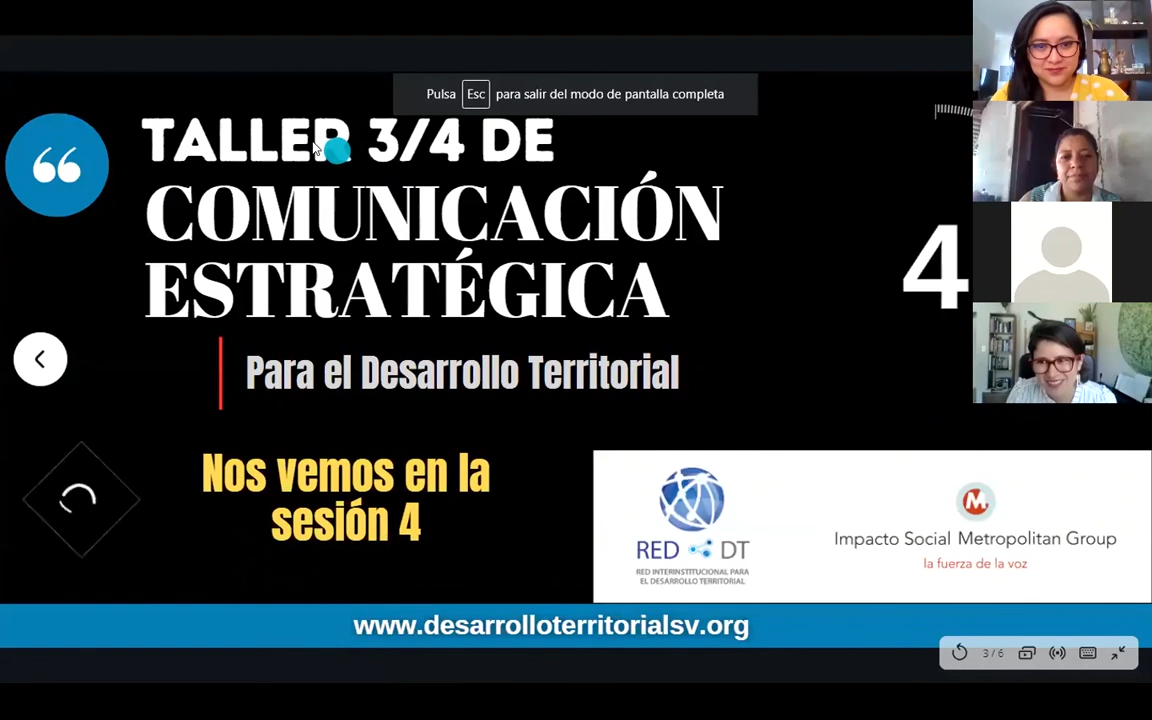 Pulsa Esc para salir del modo de pantalla completa
TALLER 3/4 DE
COMUNICACIÓN
ESTRATÉGICA
4
Para el Desarrollo Territorial
Nos vemos en la
sesión 4
RED DT
RED INTERINSTITUCIONAL PARA
EL DESARROLLO TERRITORIAL
M
Impacto Social Metropolitan Group
la fuerza de la voz
www.desarrolloterritorialsv.org
3/6